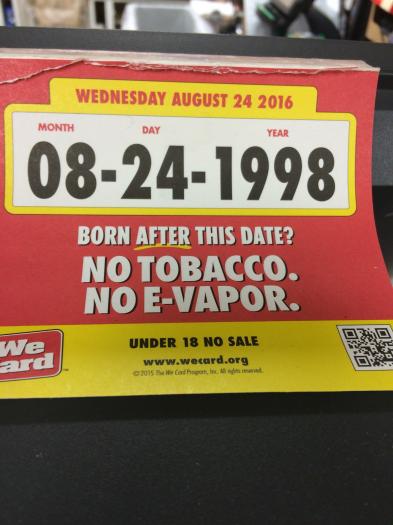 WEDNESDAY AUGUST 24 2016
MONTH DAY YEAR
08-24-1998
BORN AFTER THIS DATE?
NO TOBACCO.
NO E-VAPOR.
We
Card
UNDER 18 NO SALE
www.wecard.org
© 2015 The We Card Program, Inc. All rights reserved.